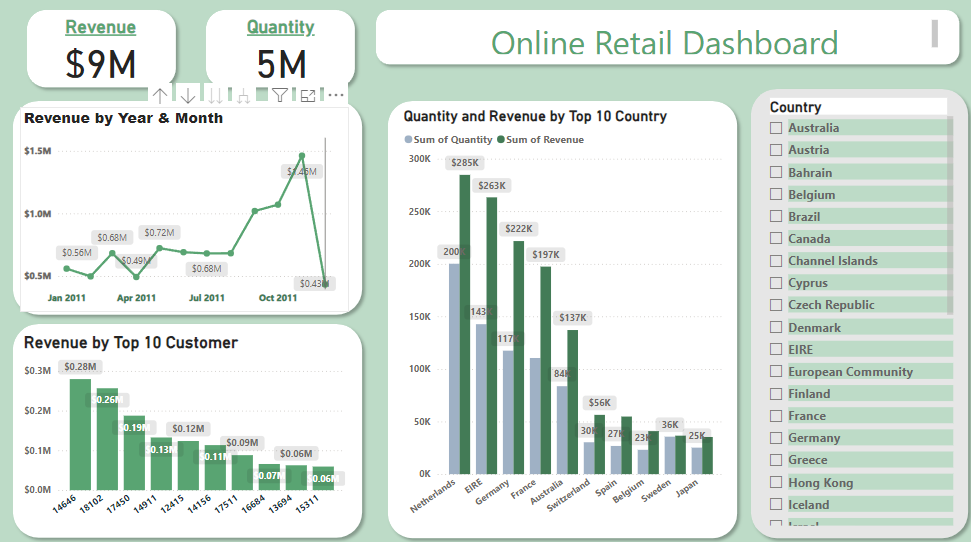 Revenue
$9M
Quantity
5M
Online Retail Dashboard
Revenue by Year & Month
$1.5M
$1.0M
$0.5M
$0.56M
$0.68M
$0.49M
$0.72M
$0.68M
$1.46M
$0.43M
Jan 2011
Apr 2011
Jul 2011
Oct 2011
Revenue by Top 10 Customer
$0.3M
$0.2M
$0.1M
$0.0M
$0.28M
$0.26M
$0.19M
$0.13M
$0.12M
$0.11M
$0.09M
$0.07M
$0.06M
$0.06M
14646
18102
17450
14911
12415
14156
17511
16684
13694
15311
Quantity and Revenue by Top 10 Country
Sum of Quantity
Sum of Revenue
300K
250K
200K
150K
100K
50K
0K
$285K
$263K
$222K
$197K
$137K
$56K
200K
143K
117K
84K
30K
27K
23K
36K
25K
Netherlands
EIRE
Germany
France
Australia
Switzerland
Spain
Belgium
Sweden
Japan
Country
Australia
Austria
Bahrain
Belgium
Brazil
Canada
Channel Islands
Cyprus
Czech Republic
Denmark
EIRE
European Community
Finland
France
Germany
Greece
Hong Kong
Iceland